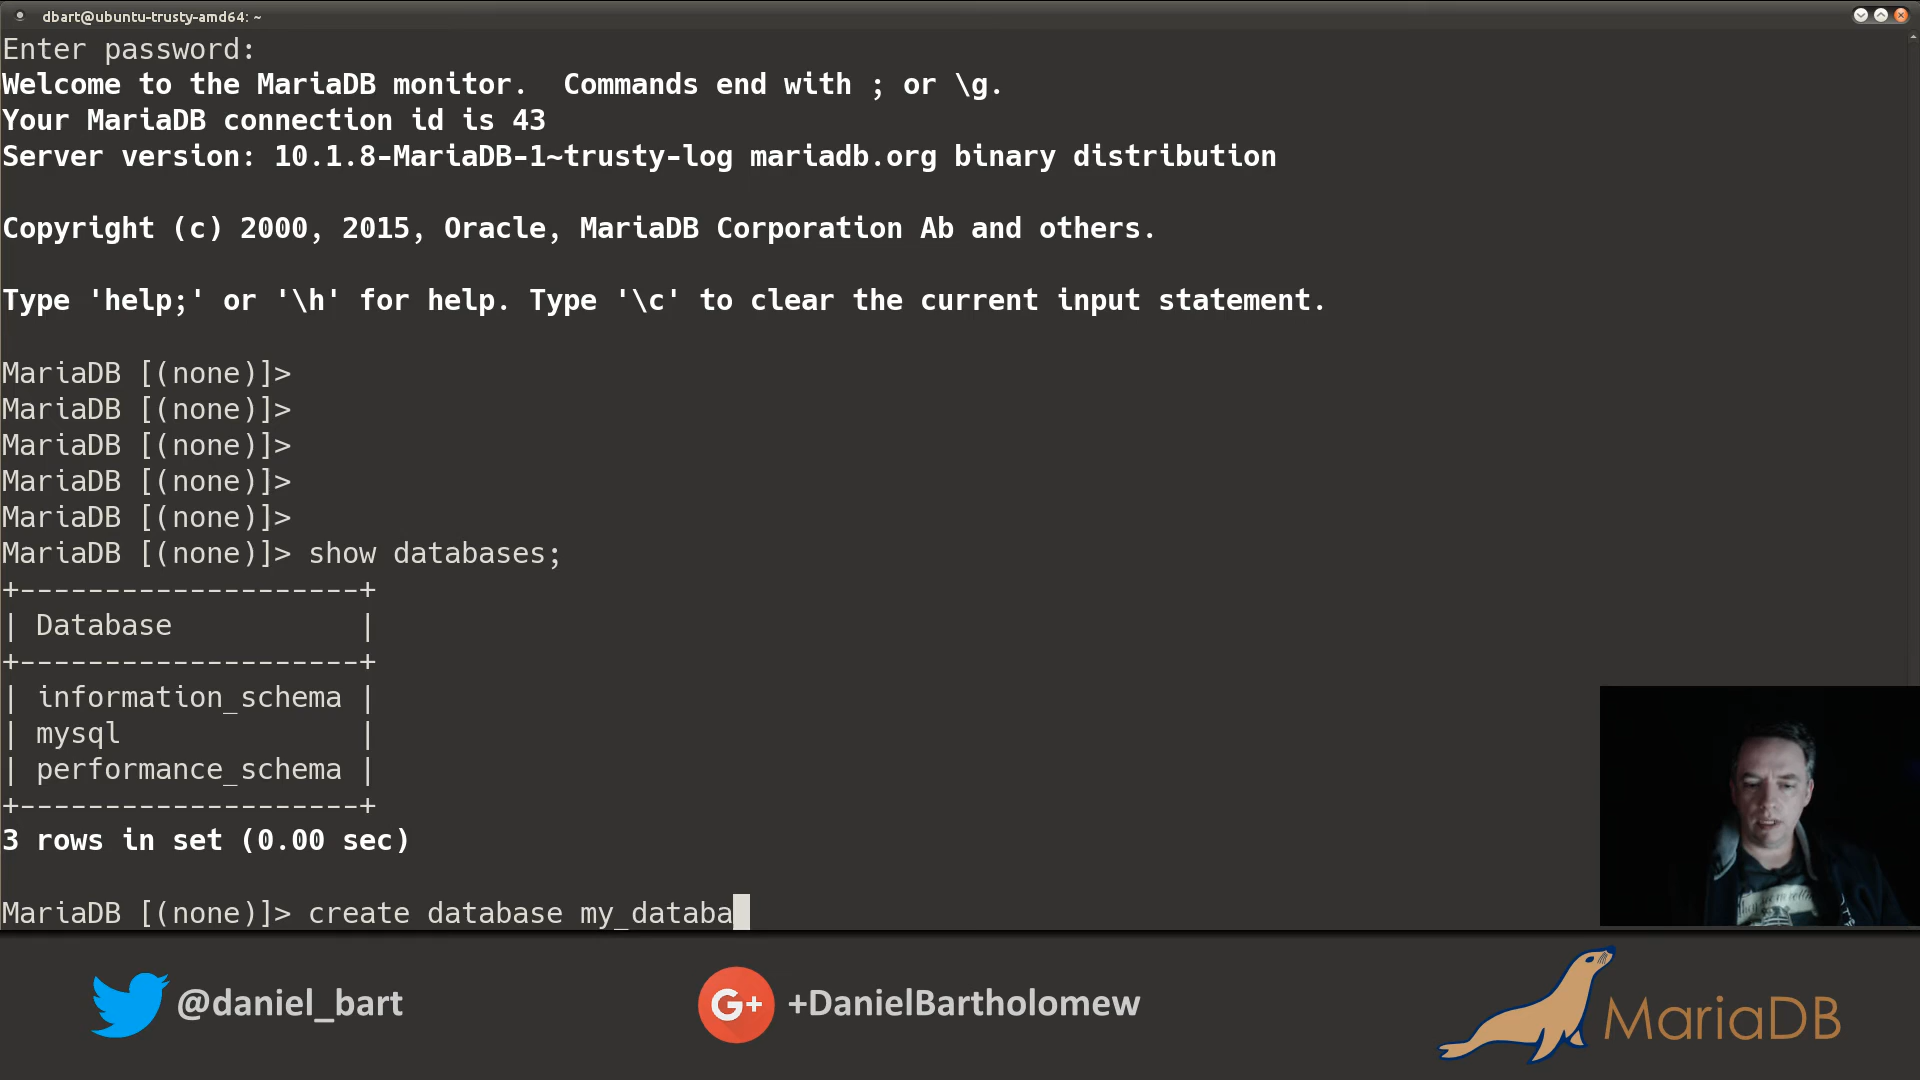 dbart@ubuntu-trusty-amd64: ~
Enter password:
Welcome to the MariaDB monitor.  Commands end with ; or \g.
Your MariaDB connection id is 43
Server version: 10.1.8-MariaDB-1~trusty-log mariadb.org binary distribution
Copyright (c) 2000, 2015, Oracle, MariaDB Corporation Ab and others.
Type 'help;' or '\h' for help. Type '\c' to clear the current input statement.
MariaDB [(none)]>
MariaDB [(none)]>
MariaDB [(none)]>
MariaDB [(none)]>
MariaDB [(none)]>
MariaDB [(none)]> show databases;
+--------------------+
| Database           |
+--------------------+
| information_schema |
| mysql              |
| performance_schema |
+--------------------+
3 rows in set (0.00 sec)
MariaDB [(none)]> create database my_databa
@daniel_bart
G+ +DanielBartholomew
MariaDB